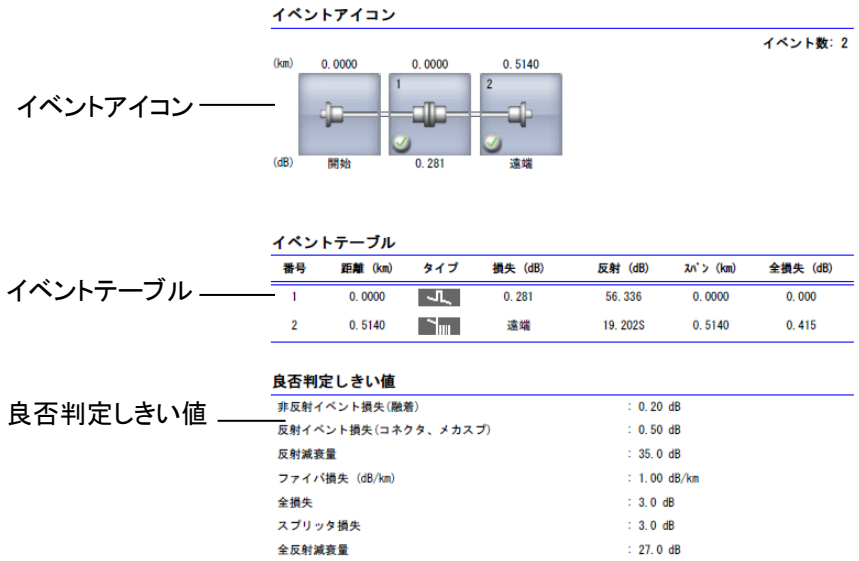 イベントアイコン
イベント数: 2
(km) 0.0000 0.0000 0.5140
1 2
イベントアイコン
(dB) 開始 0.281 遠端
イベントテーブル
番号 距離 (km) タイプ 損失 (dB) 反射 (dB) ｽﾊﾟﾝ (km) 全損失 (dB)
イベントテーブル
1 0.0000 0.281 56.336 0.0000 0.000
2 0.5140 遠端 19.202S 0.5140 0.415
良否判定しきい値
非反射イベント損失(融着) : 0.20 dB
良否判定しきい値
反射イベント損失(コネクタ、メカスプ) : 0.50 dB
反射減衰量 : 35.0 dB
ファイバ損失 (dB/km) : 1.00 dB/km
全損失 : 3.0 dB
スプリッタ損失 : 3.0 dB
全反射減衰量 : 27.0 dB